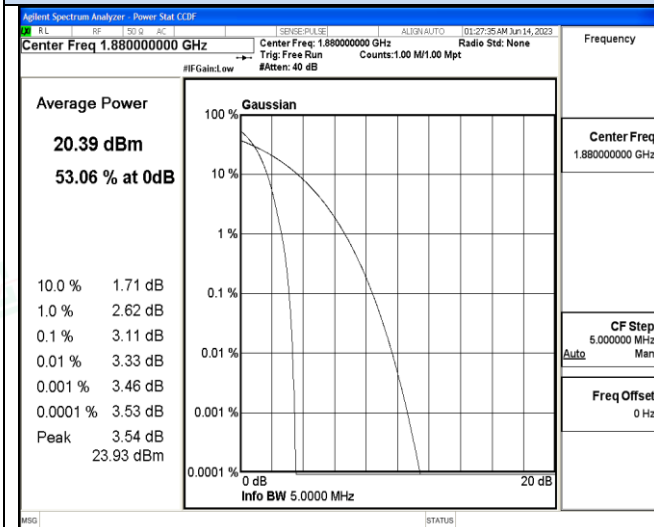 Agilent Spectrum Analyzer - Power Stat CCDF
RL RF 50 Ω AC SENSE:PULSE ALIGN AUTO 01:27:35 AM Jun 14, 2023
Center Freq 1.880000000 GHz
Center Freq: 1.880000000 GHz Radio Std: None
Trig: Free Run Counts:1.00 M/1.00 Mpt
#IFGain:Low #Atten: 40 dB
Frequency
Average Power
20.39 dBm
53.06 % at 0dB
10.0 % 1.71 dB
1.0 % 2.62 dB
0.1 % 3.11 dB
0.01 % 3.33 dB
0.001 % 3.46 dB
0.0001 % 3.53 dB
Peak 3.54 dB
23.93 dBm
Gaussian
100 %
10 %
1 %
0.1 %
0.01 %
0.001 %
0.0001 %
0 dB 20 dB
Info BW 5.0000 MHz
Center Freq
1.880000000 GHz
CF Step
5.000000 MHz
Auto Man
Freq Offset
0 Hz
MSG STATUS